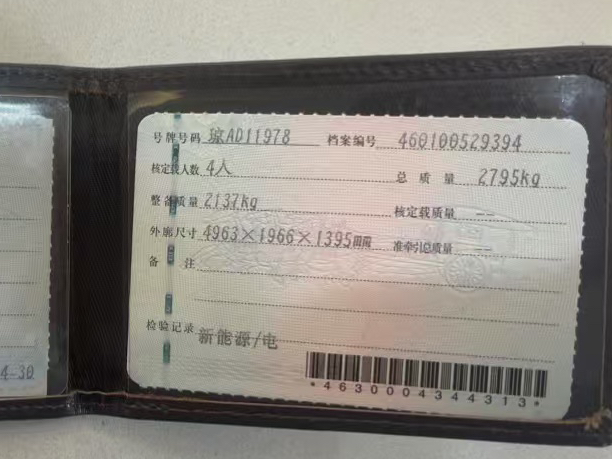 号牌号码 琼AD11978 档案编号 460100529394
核定载人数 4人 总质量 2795kg
整备质量 2137kg 核定载质量 --
外廓尺寸 4963×1966×1395mm 准牵引总质量 --
备注
检验记录 新能源/电
*4630004344313*
4-30